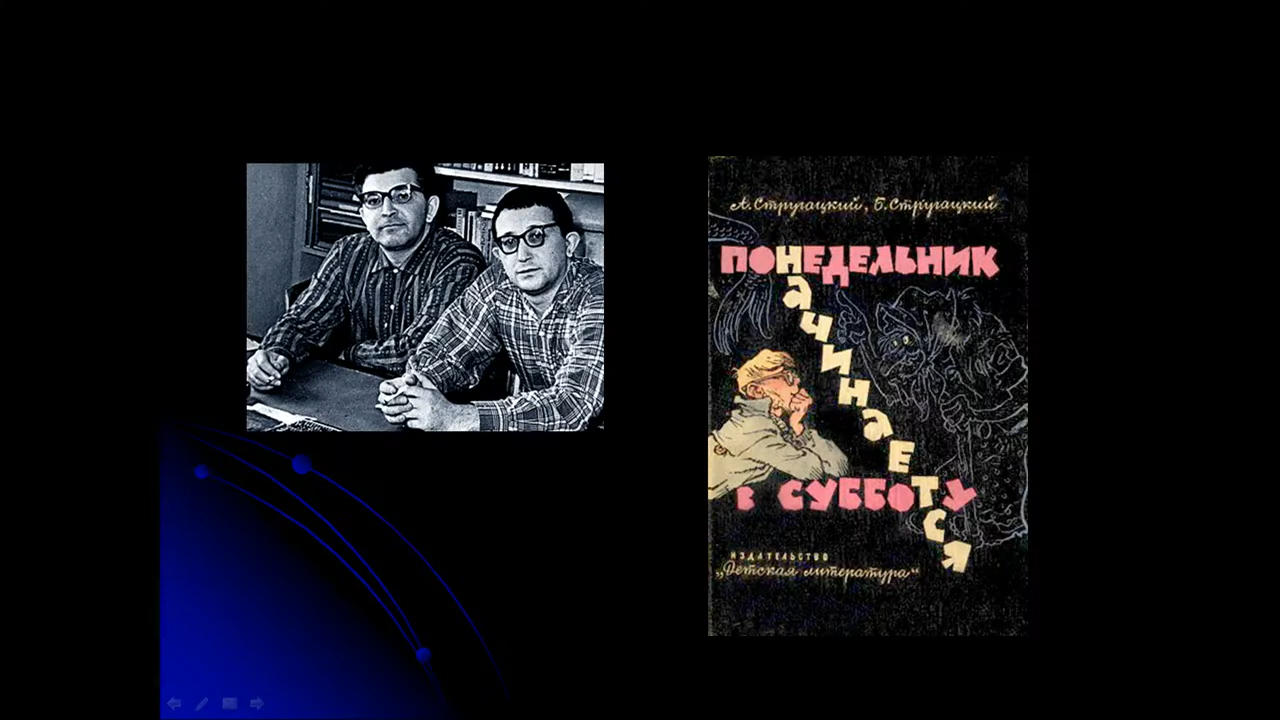 А. Стругацкий, Б. Стругацкий
ПОНЕДЕЛЬНИК
НАЧИНАЕТСЯ
В СУББОТУ
ИЗДАТЕЛЬСТВО
„Детская литература“